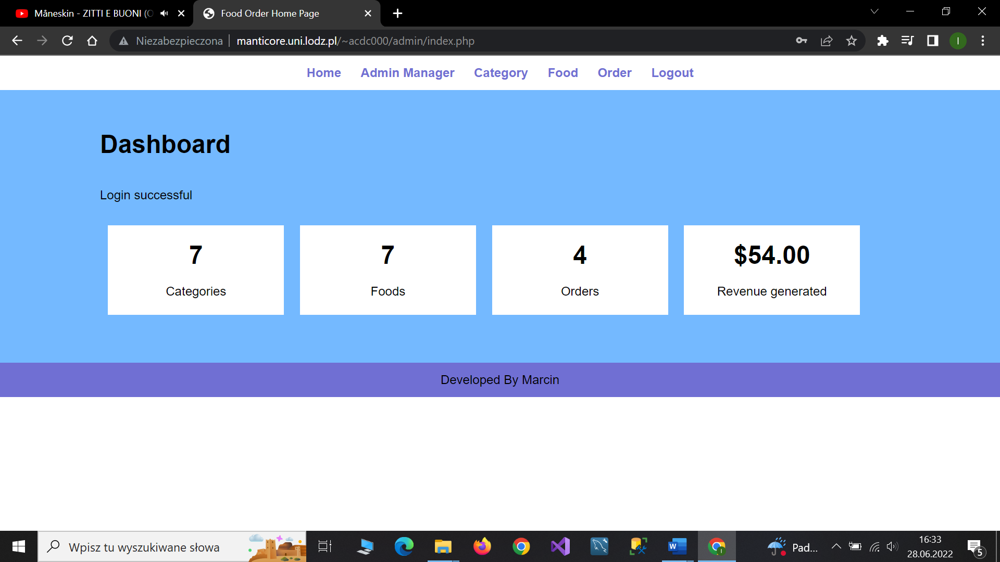 Måneskin - ZITTI E BUONI (O
Food Order Home Page
Niezabezpieczona
manticore.uni.lodz.pl/~acdc000/admin/index.php
I
Home Admin Manager Category Food Order Logout
Dashboard
Login successful
7
Categories
7
Foods
4
Orders
$54.00
Revenue generated
Developed By Marcin
Wpisz tu wyszukiwane słowa
W
I
Pad...
16:33
28.06.2022
5